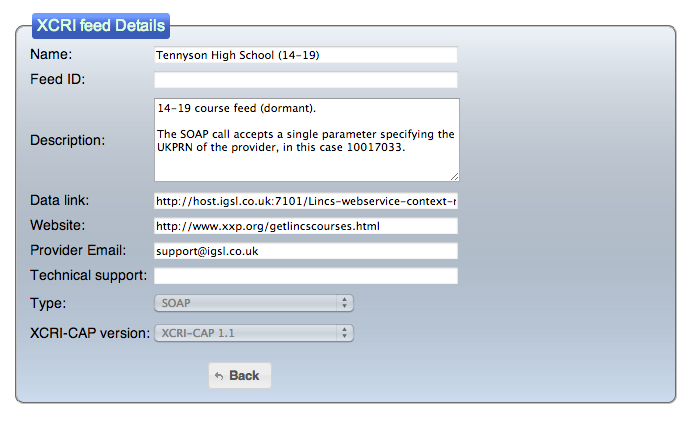 XCRI feed Details
Name: Tennyson High School (14-19)
Feed ID:
Description: 14-19 course feed (dormant).
The SOAP call accepts a single parameter specifying the
UKPRN of the provider, in this case 10017033.
Data link: http://host.igsl.co.uk:7101/Lincs-webservice-context-r
Website: http://www.xxp.org/getlincscourses.html
Provider Email: support@igsl.co.uk
Technical support:
Type: SOAP
XCRI-CAP version: XCRI-CAP 1.1
Back